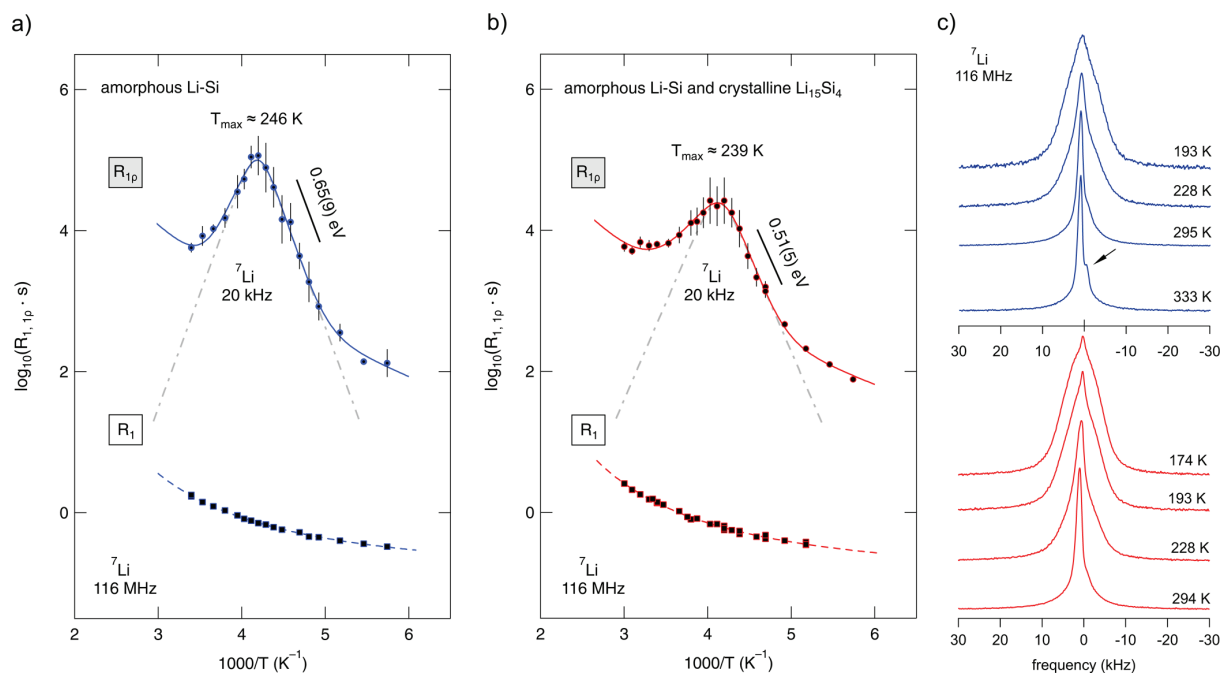 a)
amorphous Li-Si
Tmax ≈ 246 K
R1ρ
0.65(9) eV
7Li
20 kHz
R1
7Li
116 MHz
log10(R1, 1ρ · s)
6
4
2
0
2
3
4
5
6
1000/T (K-1)
b)
amorphous Li-Si and crystalline Li15Si4
Tmax ≈ 239 K
R1ρ
0.51(5) eV
7Li
20 kHz
R1
7Li
116 MHz
log10(R1, 1ρ · s)
6
4
2
0
2
3
4
5
6
1000/T (K-1)
c)
7Li
116 MHz
193 K
228 K
295 K
333 K
30 20 10 0 -10 -20 -30
174 K
193 K
228 K
294 K
30 20 10 0 -10 -20 -30
frequency (kHz)